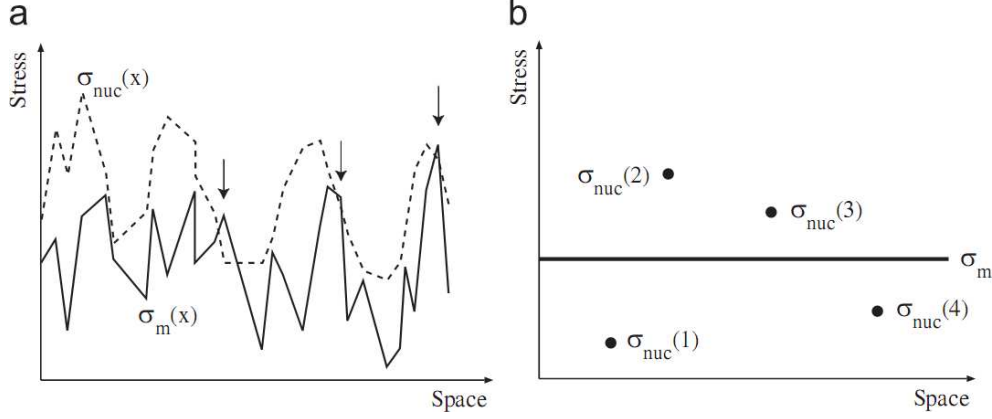 a
Stress
σnuc(x)
σm(x)
Space
b
Stress
σnuc(2)
σnuc(3)
σm
σnuc(4)
σnuc(1)
Space